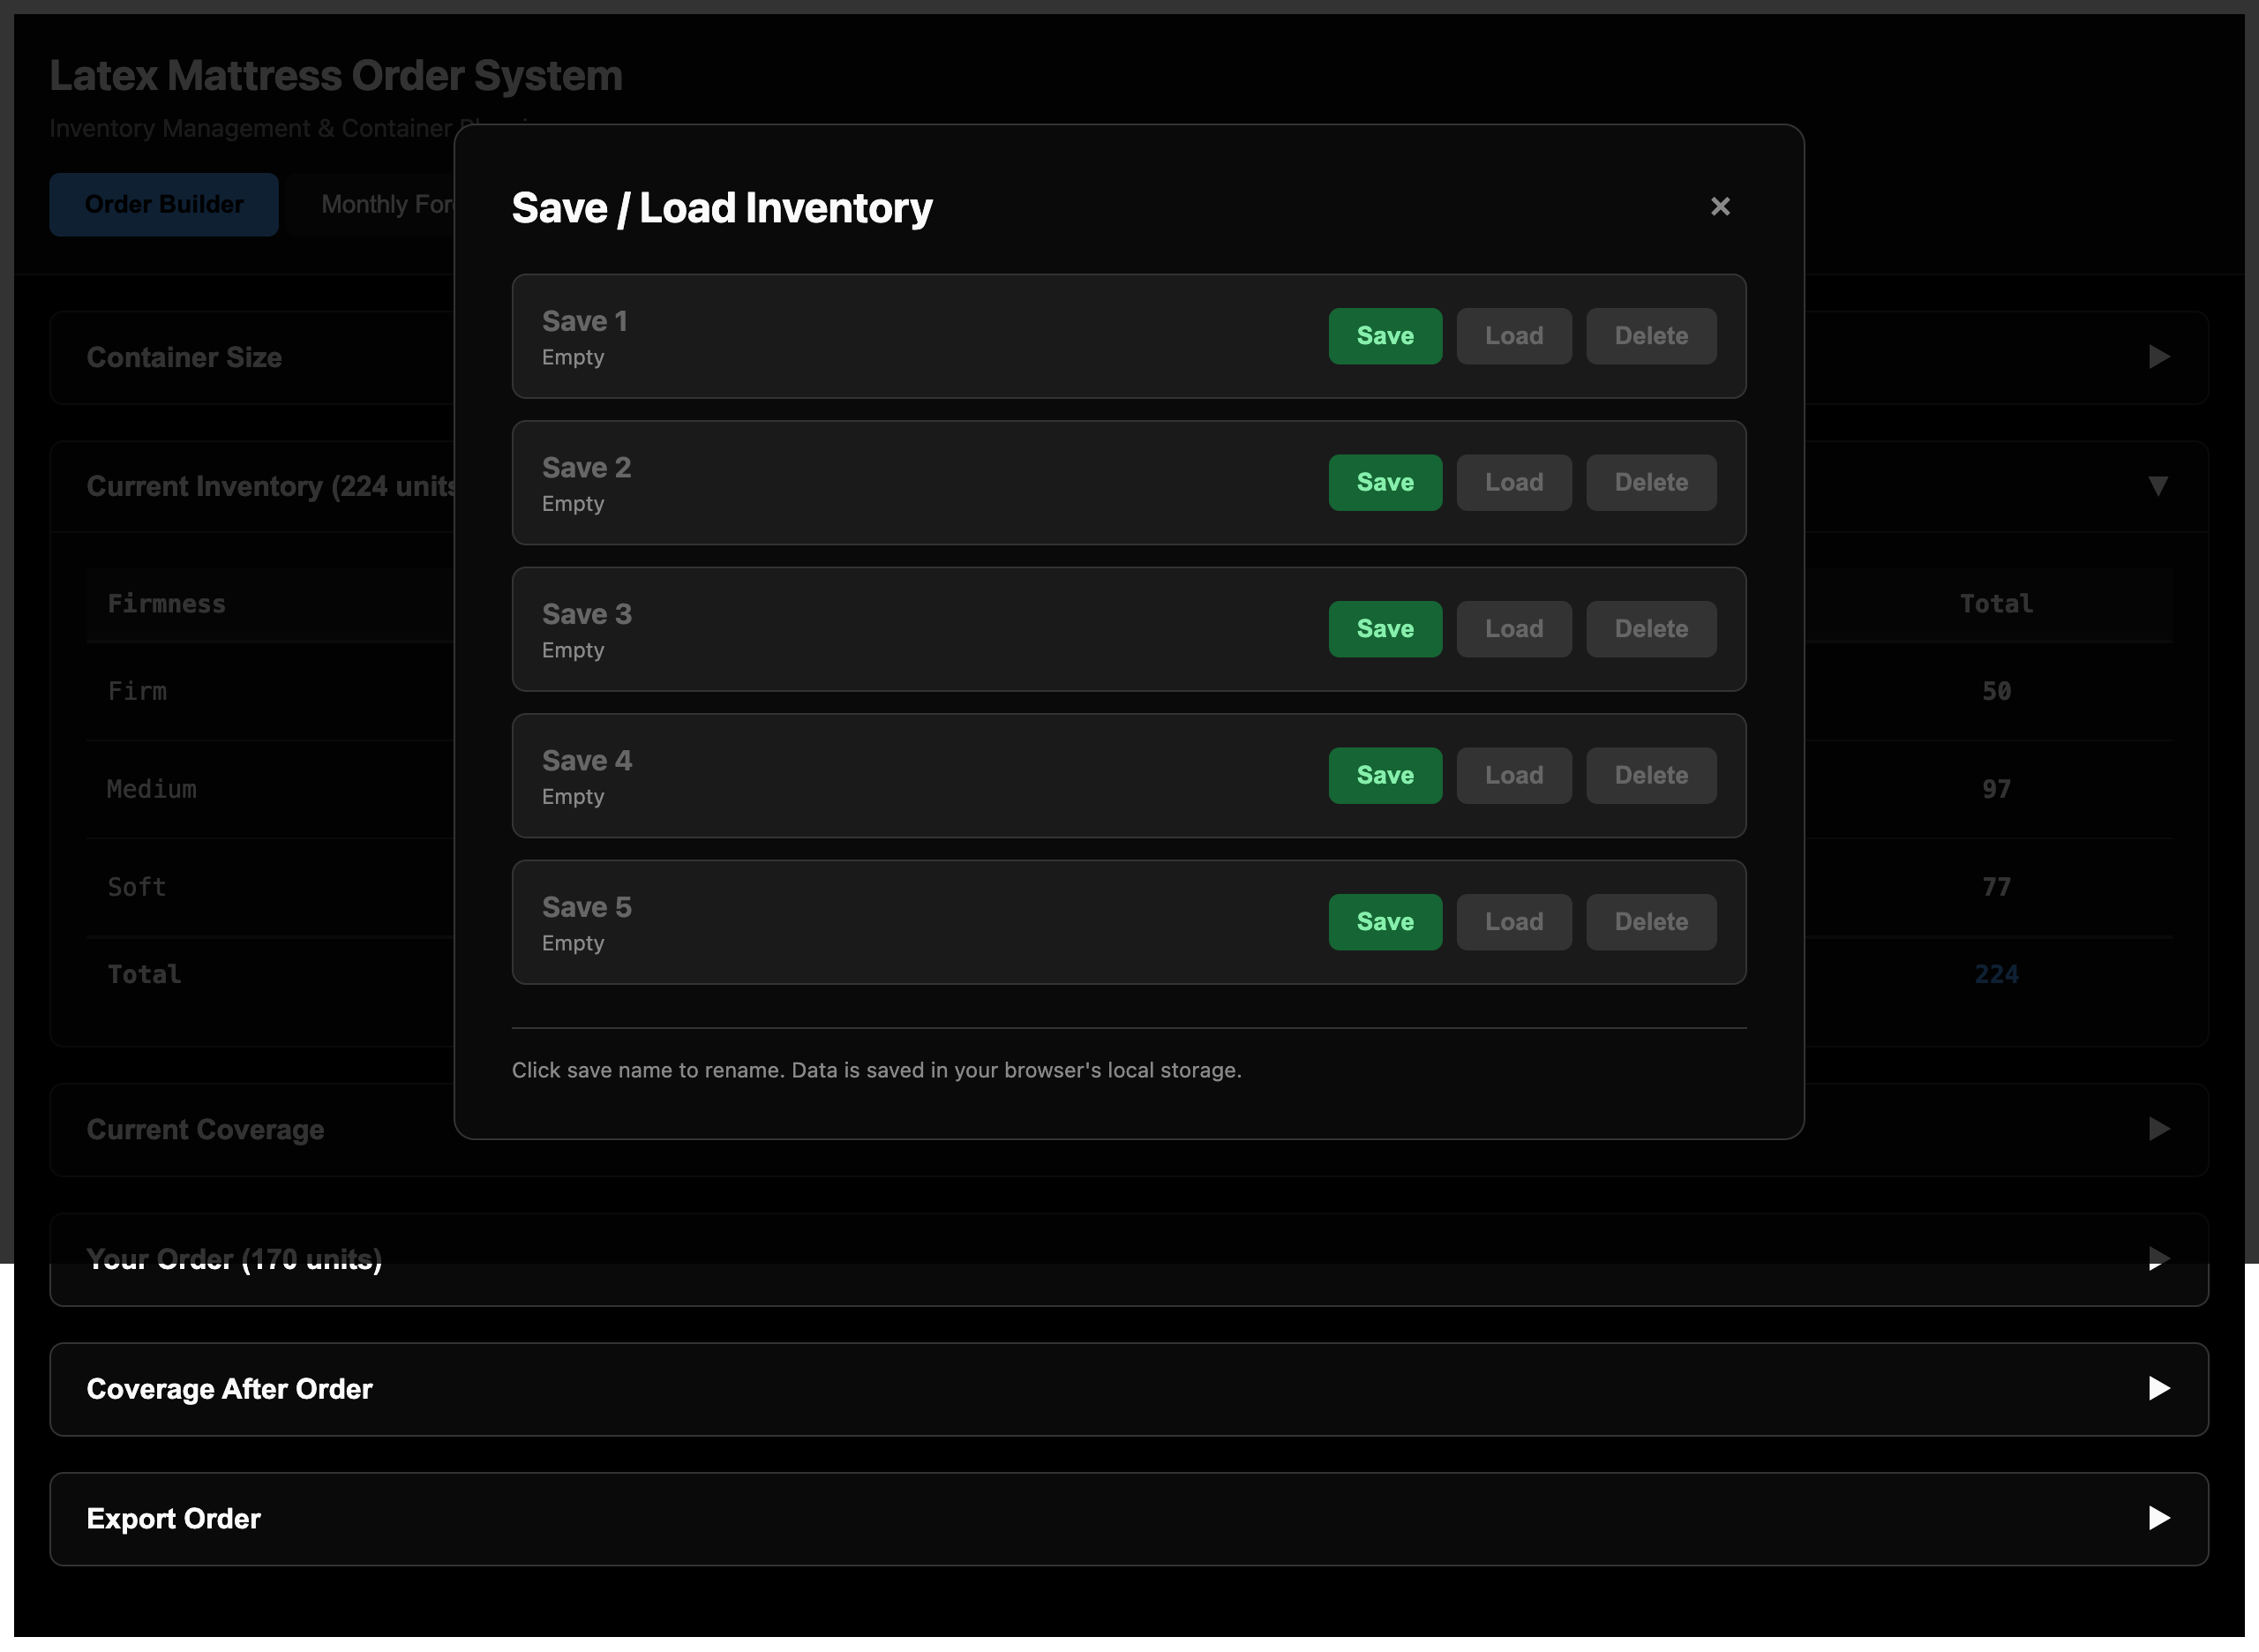 Latex Mattress Order System
Inventory Management & Container
Order Builder
Monthly For
Save / Load Inventory
×
Container Size
▶
Save 1
Empty
Save
Load
Delete
Current Inventory (224 units
▼
Save 2
Empty
Save
Load
Delete
Firmness
Total
Save 3
Empty
Save
Load
Delete
Firm
50
Medium
97
Save 4
Empty
Save
Load
Delete
Soft
77
Save 5
Empty
Save
Load
Delete
Total
224
Click save name to rename. Data is saved in your browser's local storage.
Current Coverage
▶
Your Order (170 units)
▶
Coverage After Order
▶
Export Order
▶